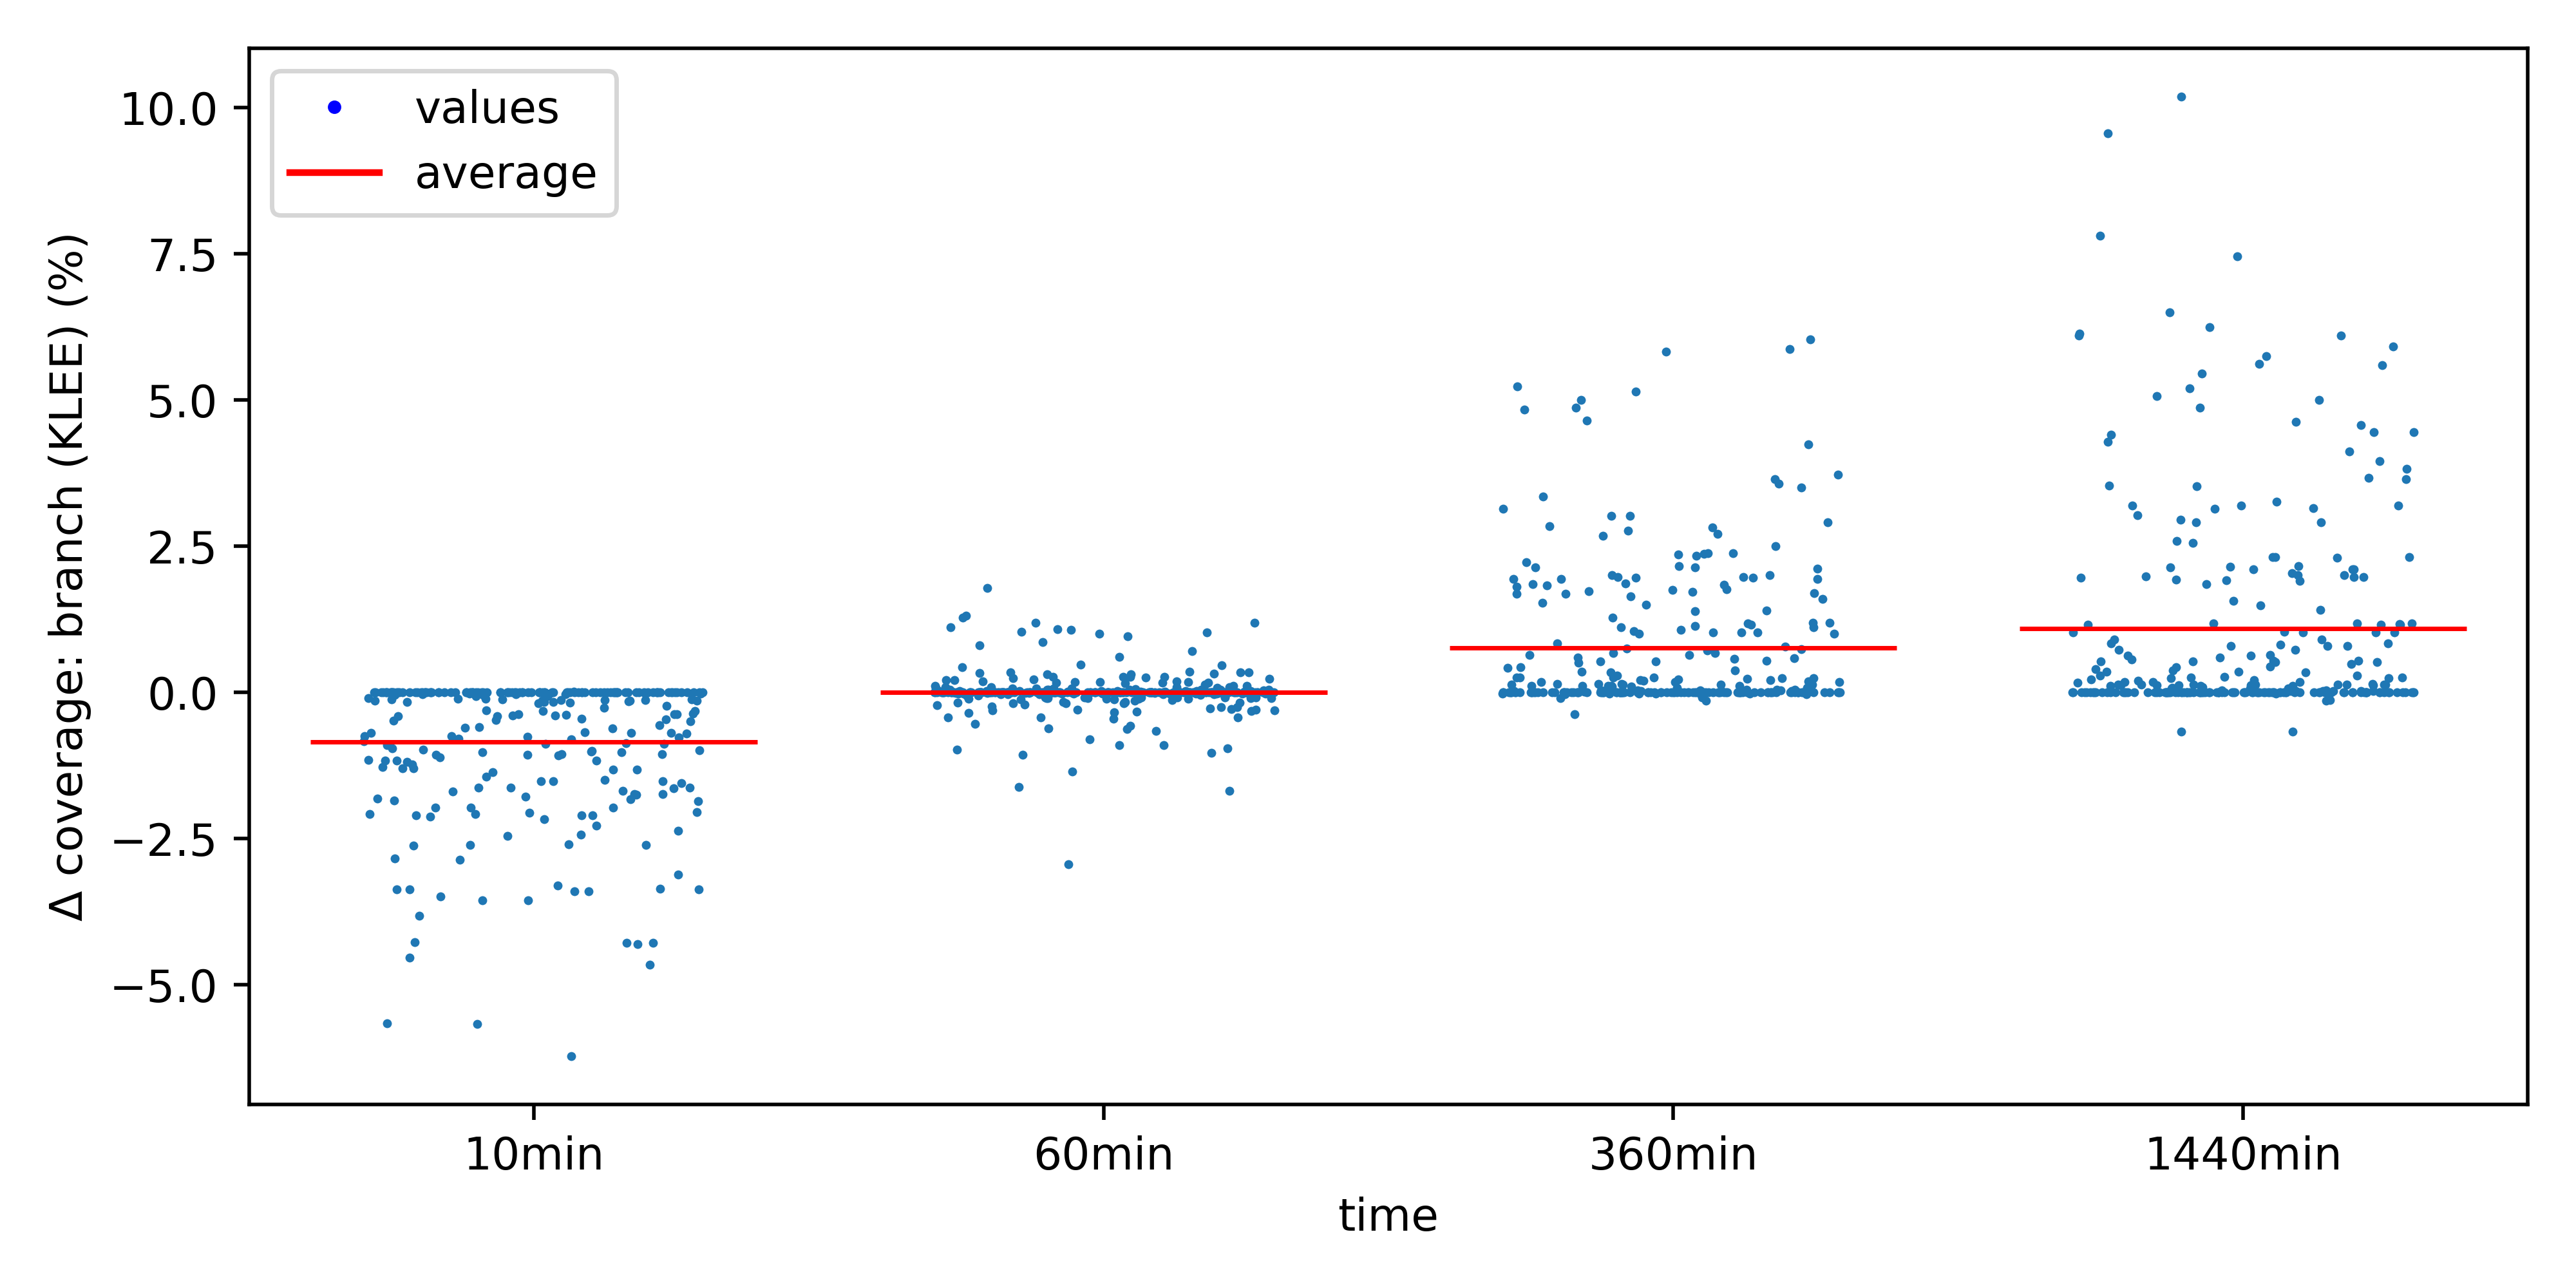 values
average
10.0
7.5
5.0
2.5
0.0
−2.5
−5.0
Δ coverage: branch (KLEE) (%)
10min
60min
360min
1440min
time